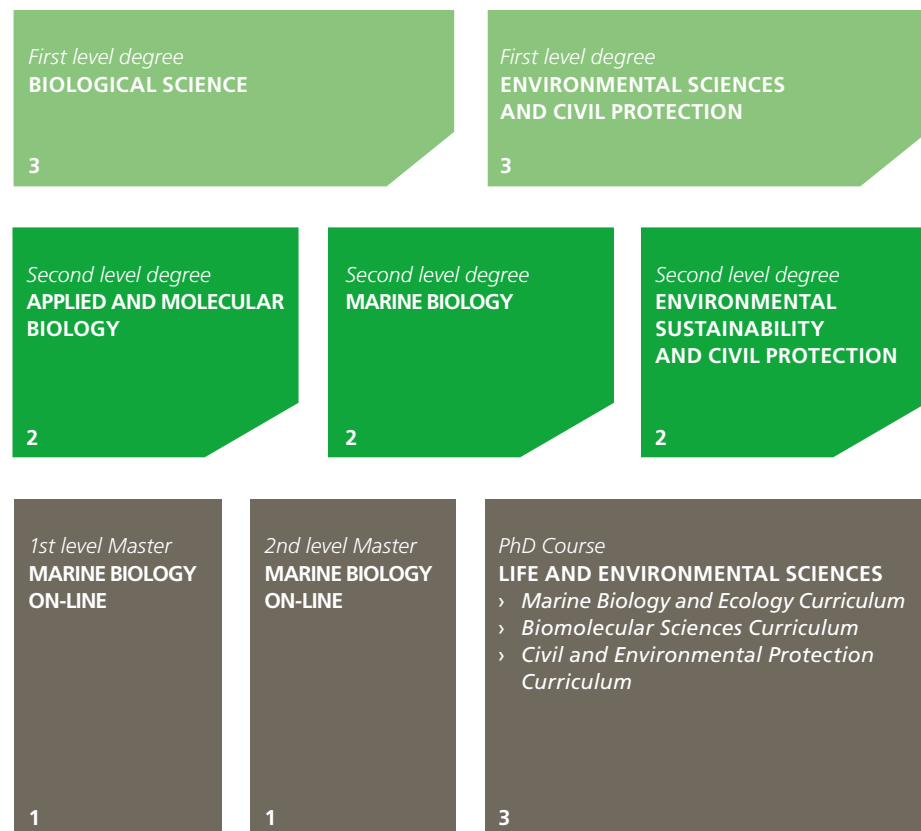 First level degree
BIOLOGICAL SCIENCE
3
First level degree
ENVIRONMENTAL SCIENCES
AND CIVIL PROTECTION
3
Second level degree
APPLIED AND MOLECULAR
BIOLOGY
2
Second level degree
MARINE BIOLOGY
2
Second level degree
ENVIRONMENTAL
SUSTAINABILITY
AND CIVIL PROTECTION
2
1st level Master
MARINE BIOLOGY
ON-LINE
1
2nd level Master
MARINE BIOLOGY
ON-LINE
1
PhD Course
LIFE AND ENVIRONMENTAL SCIENCES
› Marine Biology and Ecology Curriculum
› Biomolecular Sciences Curriculum
› Civil and Environmental Protection
Curriculum
3